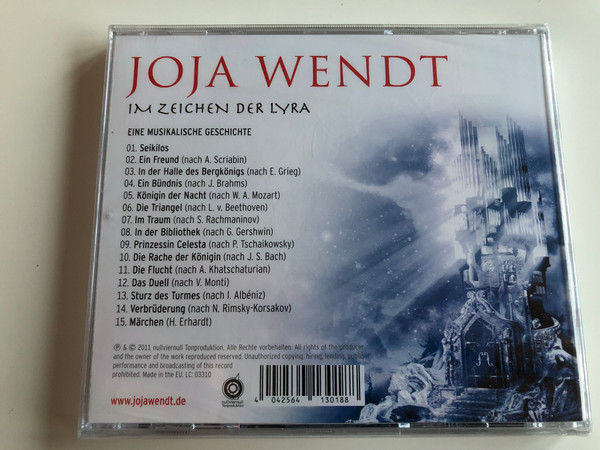 JOJA WENDT
IM ZEICHEN DER LYRA
EINE MUSIKALISCHE GESCHICHTE
01. Seikilos
02. Ein Freund (nach A. Scriabin)
03. In der Halle des Bergkönigs (nach E. Grieg)
04. Ein Bündnis (nach J. Brahms)
05. Königin der Nacht (nach W. A. Mozart)
06. Die Triangel (nach L. v. Beethoven)
07. Im Traum (nach S. Rachmaninov)
08. In der Bibliothek (nach G. Gershwin)
09. Prinzessin Celesta (nach P. Tschaikowsky)
10. Die Rache der Königin (nach J. S. Bach)
11. Die Flucht (nach A. Khatschaturian)
12. Das Duell (nach V. Monti)
13. Sturz des Turmes (nach I. Albéniz)
14. Verbrüderung (nach N. Rimsky-Korsakov)
15. Märchen (H. Erhardt)
℗ & © 2011 nullviernull Tonproduktion. Alle Rechte vorbehalten. All rights of the producer
and the owner of the work reproduced reserved. Unauthorized copying, hiring, lending, public
performance and broadcasting of this record
prohibited. Made in the EU. LC: 03310
nullviernull
Tonproduktion
4 042564 130188
www.jojawendt.de